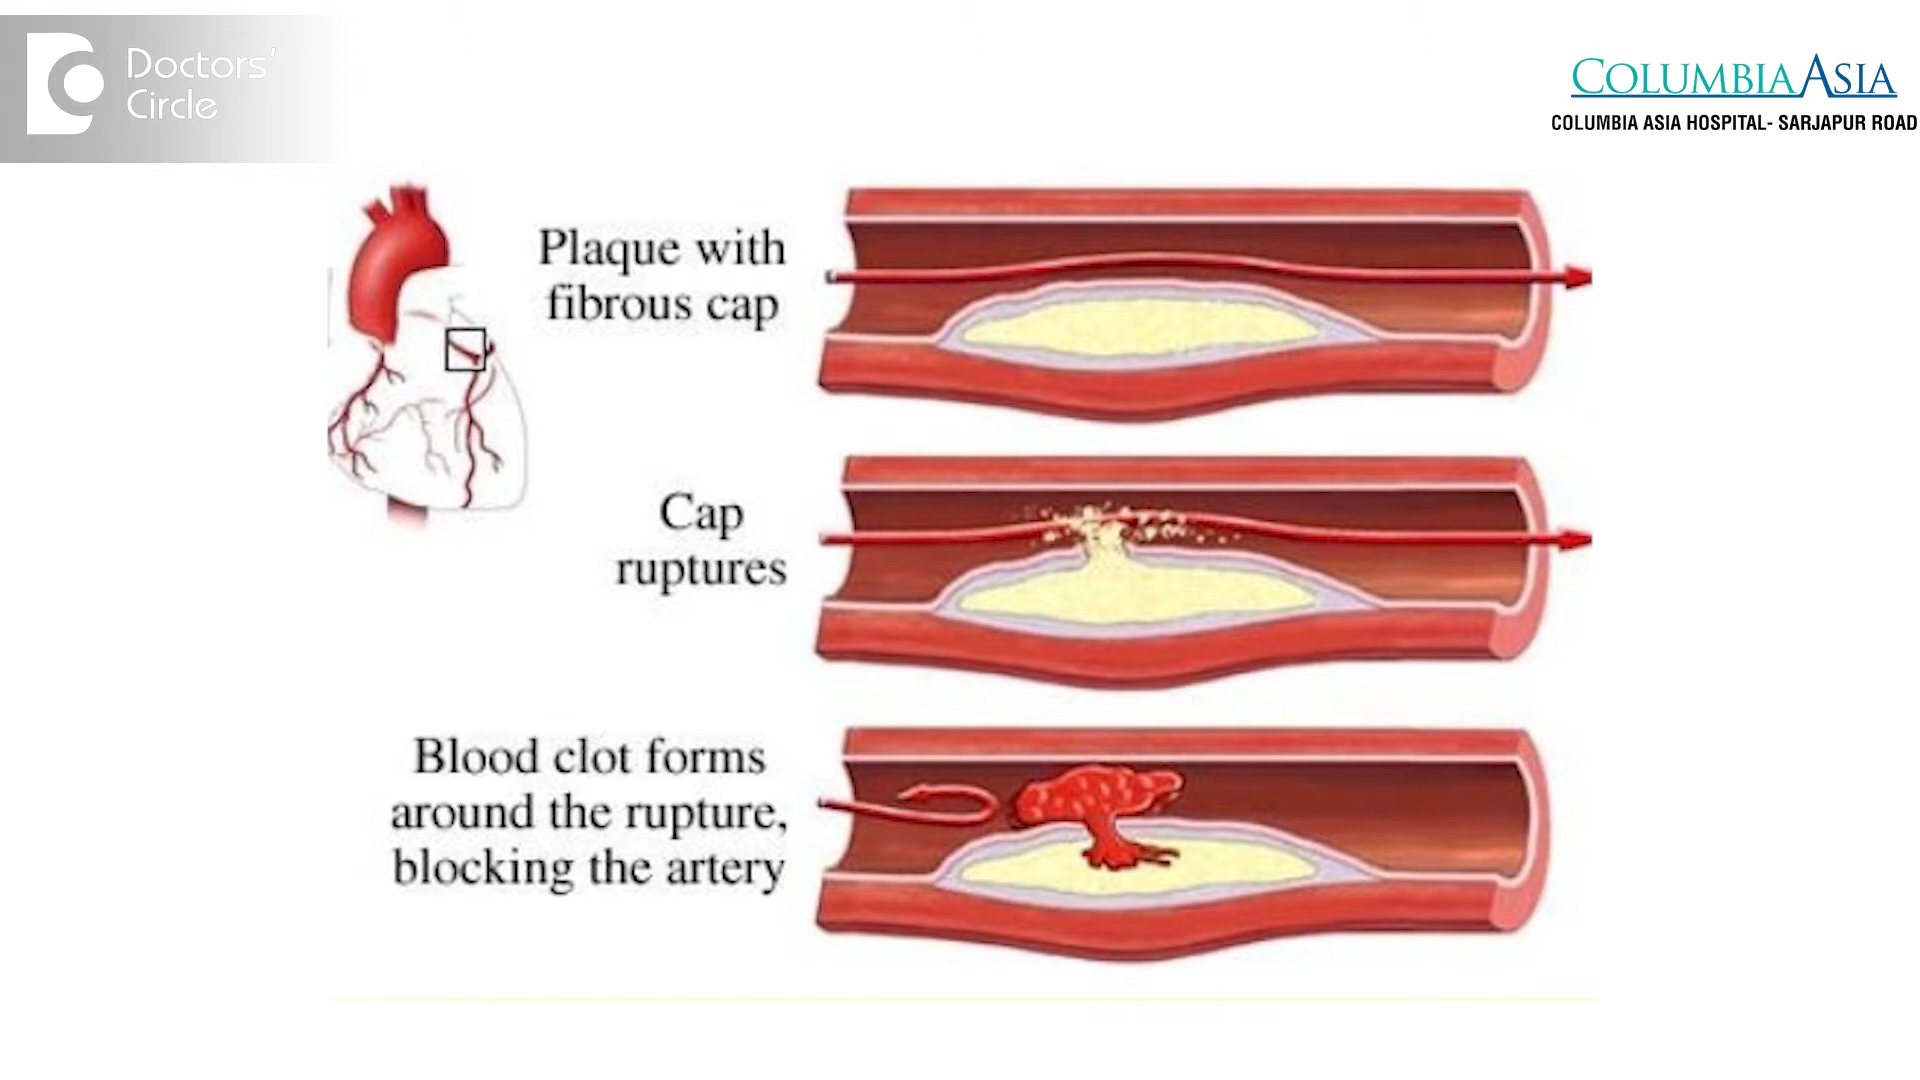 Doctors'
Circle
COLUMBIA ASIA
COLUMBIA ASIA HOSPITAL- SARJAPUR ROAD
Plaque with
fibrous cap
Cap
ruptures
Blood clot forms
around the rupture,
blocking the artery